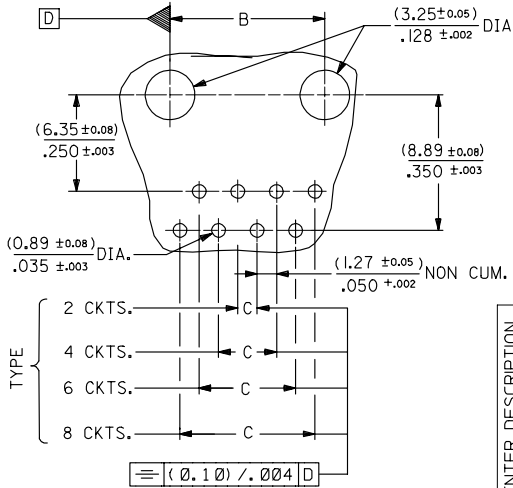 D
B
(3.25±0.05)
.128 ±.002 DIA
(6.35 ±0.08)
.250 ±.003
(8.89 ±0.08)
.350 ±.003
(0.89 ±0.08)
.035 ±.003 DIA.
(1.27 ±0.05)
.050 ±.002 NON CUM.
TYPE
2 CKTS. C
4 CKTS. C
6 CKTS. C
8 CKTS. C
(0.10)/.004 D
NTER DESCRIPTION